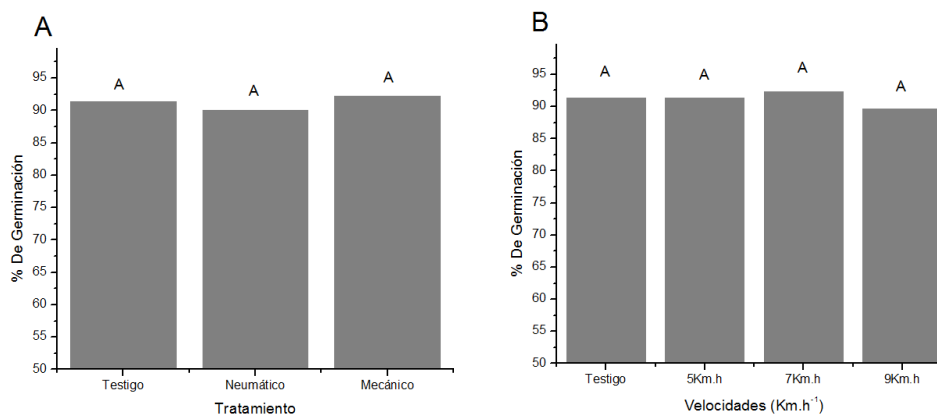 A
% De Germinación
95
90
85
80
75
70
65
60
55
50
A
A
A
Testigo
Neumático
Mecánico
Tratamiento
B
% De Germinación
95
90
85
80
75
70
65
60
55
50
A
A
A
A
Testigo
5Km.h
7Km.h
9Km.h
Velocidades (Km.h⁻¹)